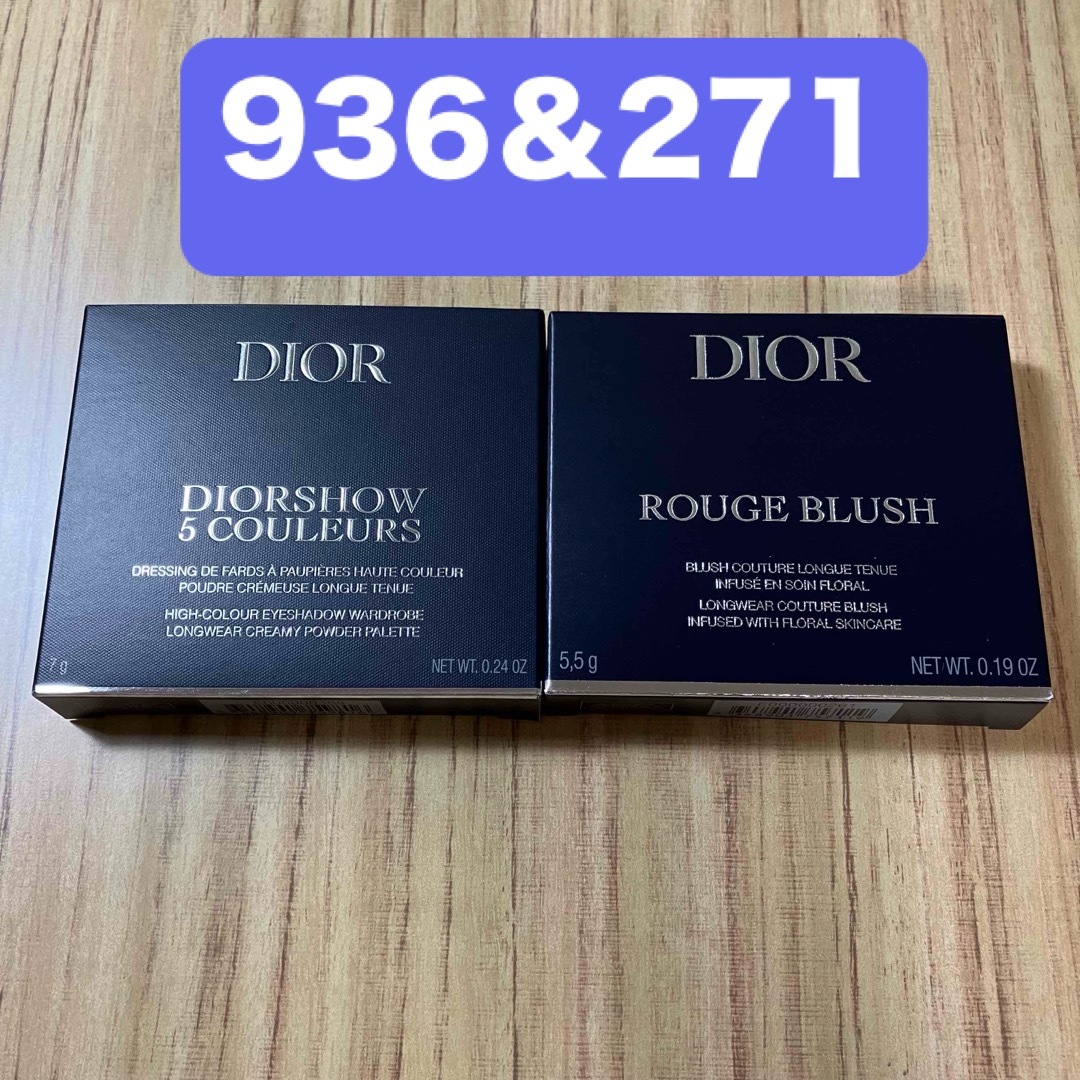 936&271
DIOR
DIORSHOW
5 COULEURS
DRESSING DE FARDS À PAUPIÈRES HAUTE COULEUR
POUDRE CRÉMEUSE LONGUE TENUE
HIGH-COLOUR EYESHADOW WARDROBE
LONGWEAR CREAMY POWDER PALETTE
7 g
NET WT. 0.24 OZ
DIOR
ROUGE BLUSH
BLUSH COUTURE LONGUE TENUE
INFUSÉ EN SOIN FLORAL
LONGWEAR COUTURE BLUSH
INFUSED WITH FLORAL SKINCARE
5,5 g
NET WT. 0.19 OZ